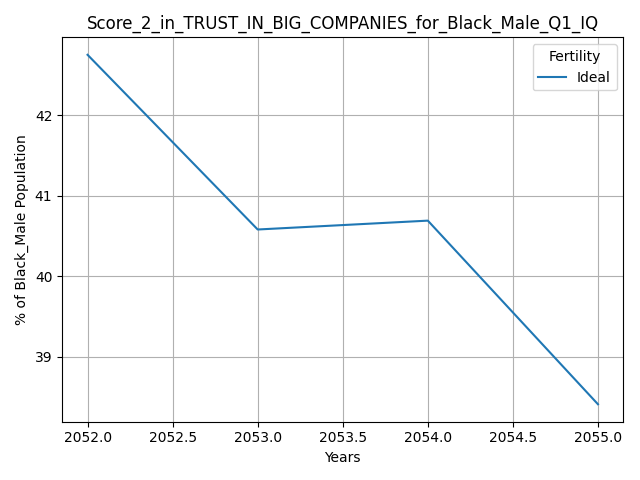 Score_2_in_TRUST_IN_BIG_COMPANIES_for_Black_Male_Q1_IQ
Fertility
Ideal
% of Black_Male Population
42
41
40
39
2052.0 2052.5 2053.0 2053.5 2054.0 2054.5 2055.0
Years